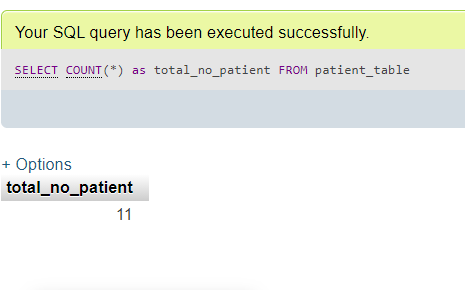 Your SQL query has been executed successfully.
SELECT COUNT(*) as total_no_patient FROM patient_table
+ Options
total_no_patient
11